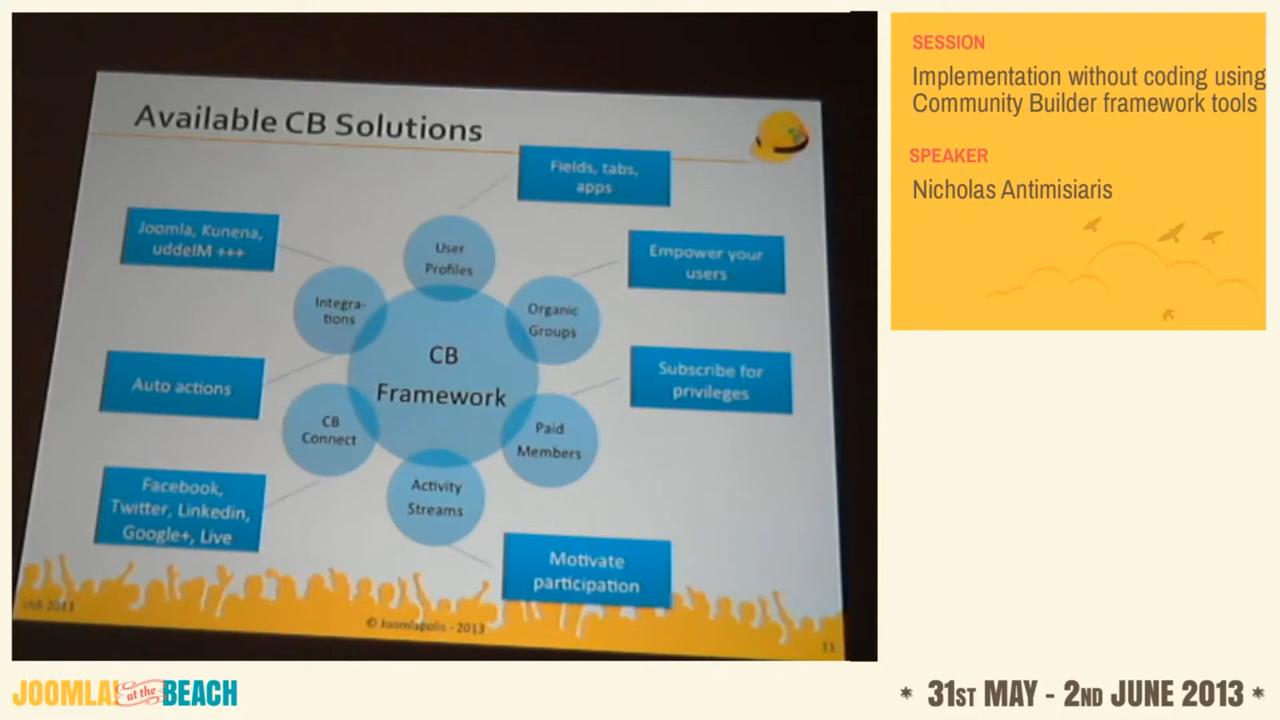 Available CB Solutions
Fields, tabs,
apps
Joomla, Kunena,
uddeIM +++
User
Profiles
Empower your
users
Integra-
tions
Organic
Groups
CB
Framework
Auto actions
Subscribe for
privileges
CB
Connect
Paid
Members
Facebook,
Twitter, Linkedin,
Google+, Live
Activity
Streams
Motivate
participation
2013
© Joomlapolis - 2013
11
SESSION
Implementation without coding using
Community Builder framework tools
SPEAKER
Nicholas Antimisiaris
JOOMLA! at the BEACH
* 31ST MAY - 2ND JUNE 2013 *